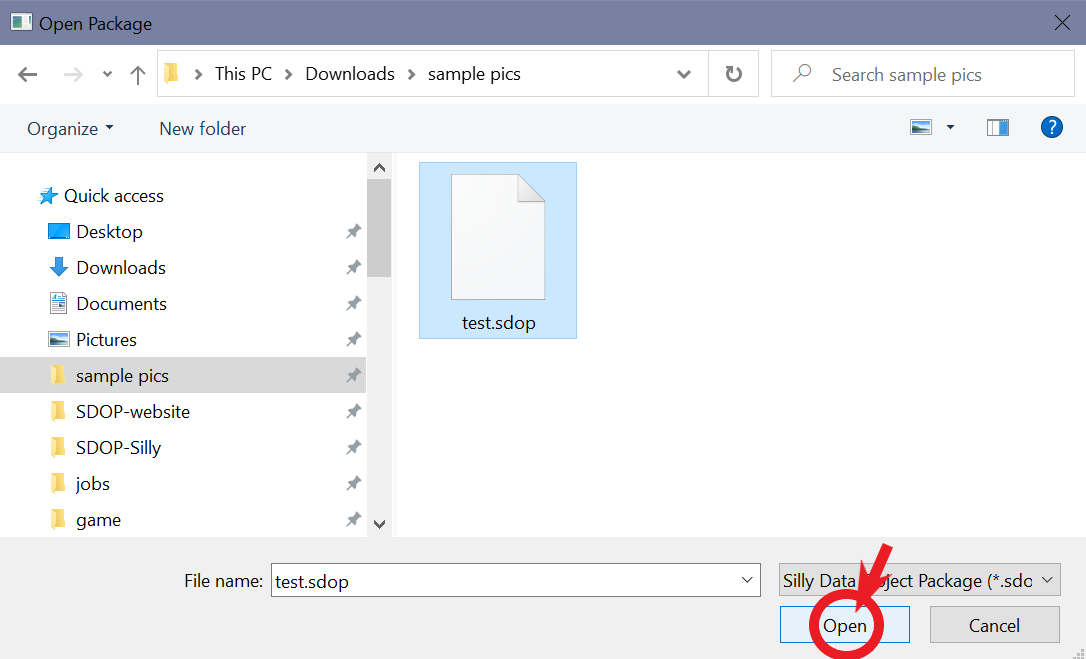 Open Package
This PC Downloads sample pics
Search sample pics
Organize New folder
?
Quick access
Desktop
Downloads
Documents
Pictures
sample pics
SDOP-website
SDOP-Silly
jobs
game
test.sdop
File name: test.sdop
Silly Data Package (*.sdo
Open Cancel